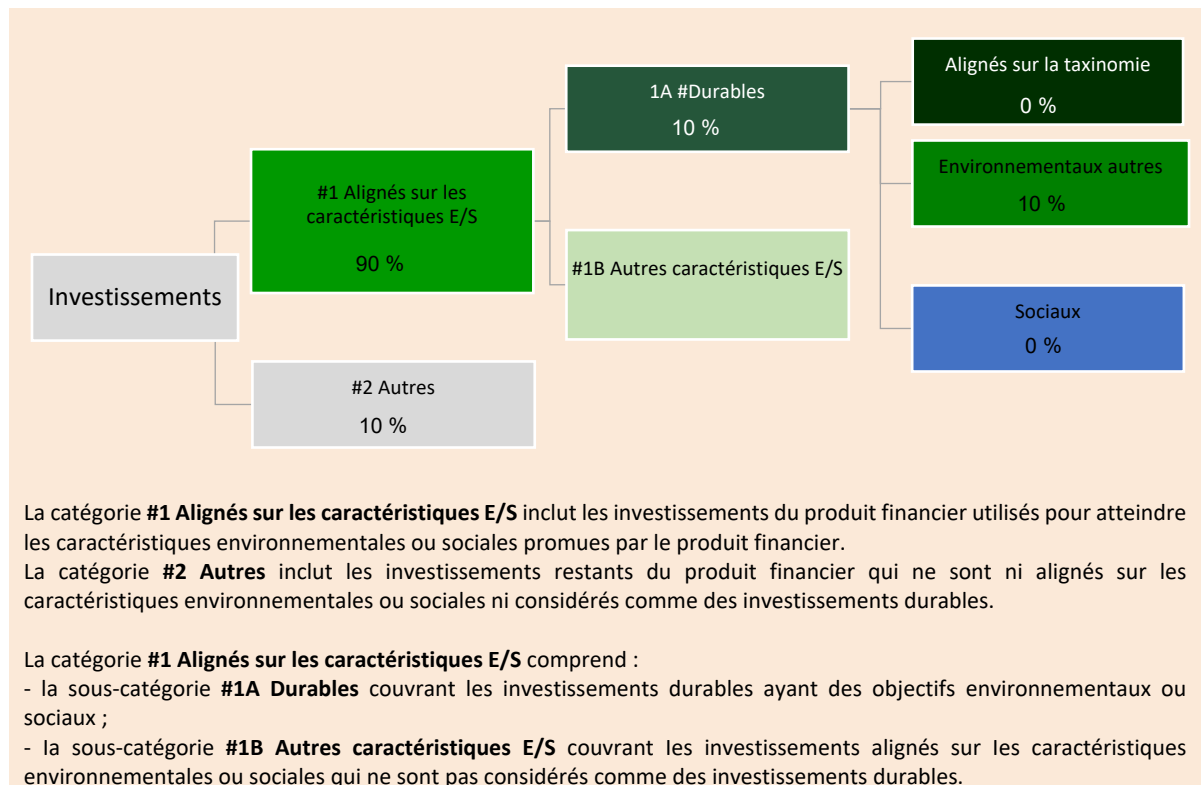 Investissements
#1 Alignés sur les
caractéristiques E/S
90 %
#2 Autres
10 %
1A #Durables
10 %
#1B Autres caractéristiques E/S
Alignés sur la taxinomie
0 %
Environnementaux autres
10 %
Sociaux
0 %
La catégorie #1 Alignés sur les caractéristiques E/S inclut les investissements du produit financier utilisés pour atteindre
les caractéristiques environnementales ou sociales promues par le produit financier.
La catégorie #2 Autres inclut les investissements restants du produit financier qui ne sont ni alignés sur les
caractéristiques environnementales ou sociales ni considérés comme des investissements durables.
La catégorie #1 Alignés sur les caractéristiques E/S comprend :
- la sous-catégorie #1A Durables couvrant les investissements durables ayant des objectifs environnementaux ou
sociaux ;
- la sous-catégorie #1B Autres caractéristiques E/S couvrant les investissements alignés sur les caractéristiques
environnementales ou sociales qui ne sont pas considérés comme des investissements durables.